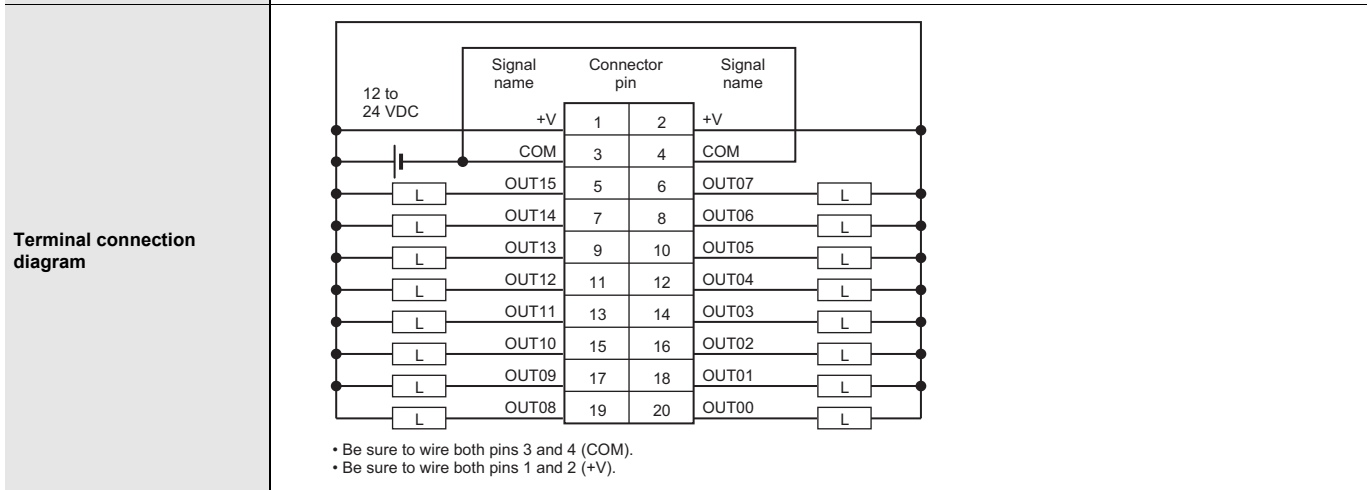 Terminal connection
diagram
Signal name Connector pin Signal name
12 to
24 VDC
+V 1 2 +V
COM 3 4 COM
L OUT15 5 6 OUT07 L
L OUT14 7 8 OUT06 L
L OUT13 9 10 OUT05 L
L OUT12 11 12 OUT04 L
L OUT11 13 14 OUT03 L
L OUT10 15 16 OUT02 L
L OUT09 17 18 OUT01 L
L OUT08 19 20 OUT00 L
• Be sure to wire both pins 3 and 4 (COM).
• Be sure to wire both pins 1 and 2 (+V).